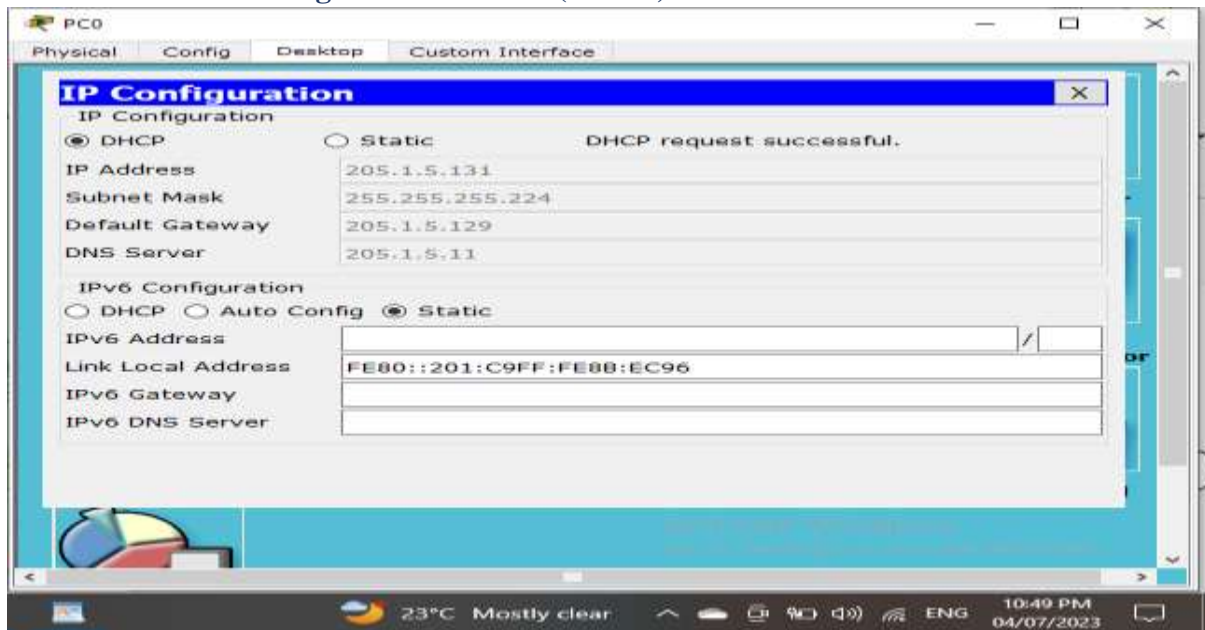 PC0
Physical Config Desktop Custom Interface
IP Configuration
IP Configuration
DHCP Static DHCP request successful.
IP Address 205.1.5.131
Subnet Mask 255.255.255.224
Default Gateway 205.1.5.129
DNS Server 205.1.5.11
IPv6 Configuration
DHCP Auto Config Static
IPv6 Address /
Link Local Address FE80::201:C9FF:FE8B:EC96
IPv6 Gateway
IPv6 DNS Server
or
23°C Mostly clear ENG 10:49 PM
04/07/2023